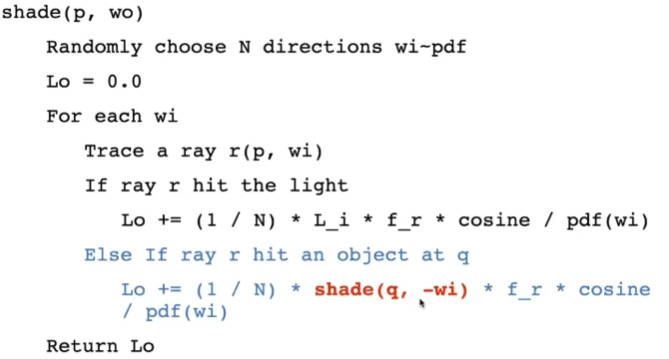 shade(p, wo)
Randomly choose N directions wi~pdf
Lo = 0.0
For each wi
Trace a ray r(p, wi)
If ray r hit the light
Lo += (1 / N) * L_i * f_r * cosine / pdf(wi)
Else If ray r hit an object at q
Lo += (1 / N) * shade(q, -wi) * f_r * cosine
/ pdf(wi)
Return Lo